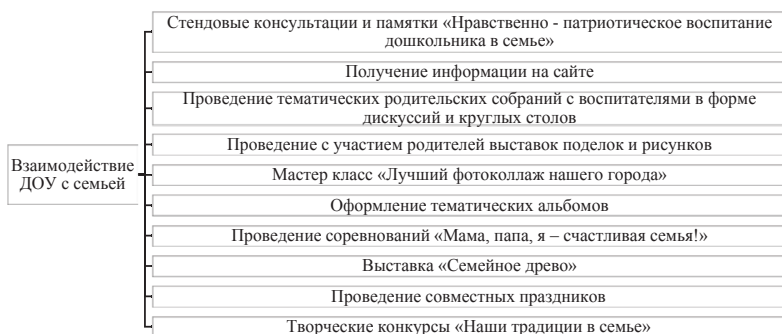 Стендовые консультации и памятки «Нравственно - патриотическое воспитание
дошкольника в семье»
Получение информации на сайте
Проведение тематических родительских собраний с воспитателями в форме
дискуссий и круглых столов
Проведение с участием родителей выставок поделок и рисунков
Взаимодействие
ДОУ с семьей
Мастер класс «Лучший фотоколлаж нашего города»
Оформление тематических альбомов
Проведение соревнований «Мама, папа, я – счастливая семья!»
Выставка «Семейное древо»
Проведение совместных праздников
Творческие конкурсы «Наши традиции в семье»